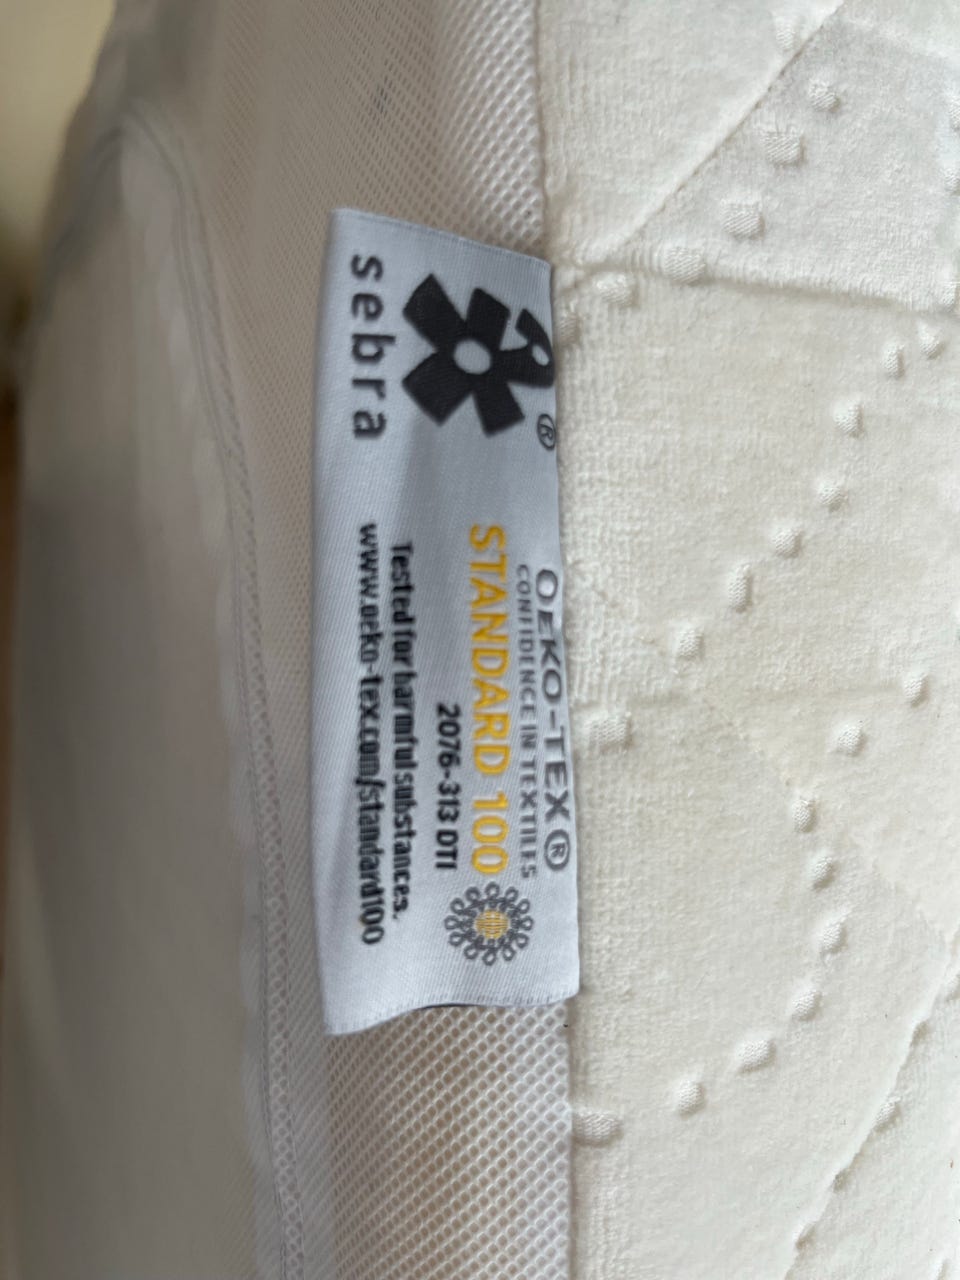 ®
sebra
OEKO-TEX®
CONFIDENCE IN TEXTILES
STANDARD 100
2076-313 DTI
Tested for harmful substances.
www.oeko-tex.com/standard100